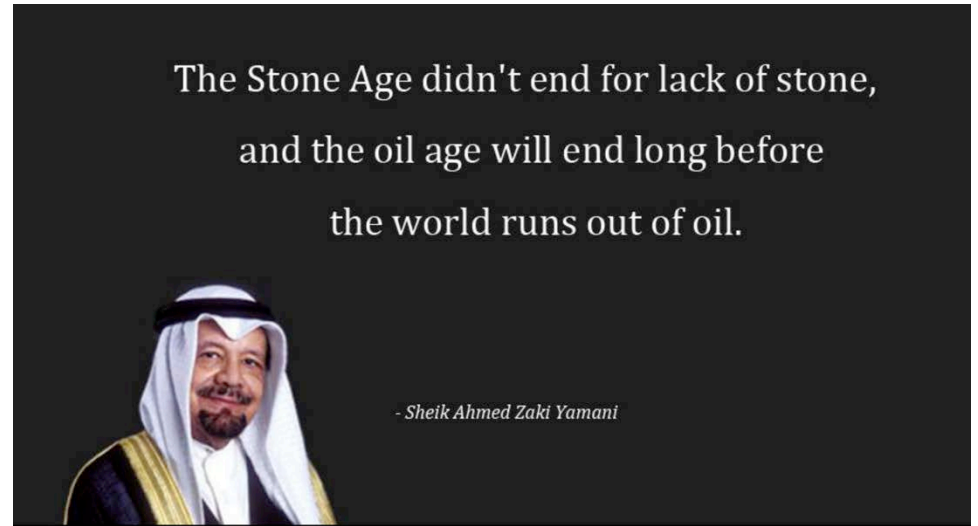 The Stone Age didn't end for lack of stone,
and the oil age will end long before
the world runs out of oil.
- Sheik Ahmed Zaki Yamani